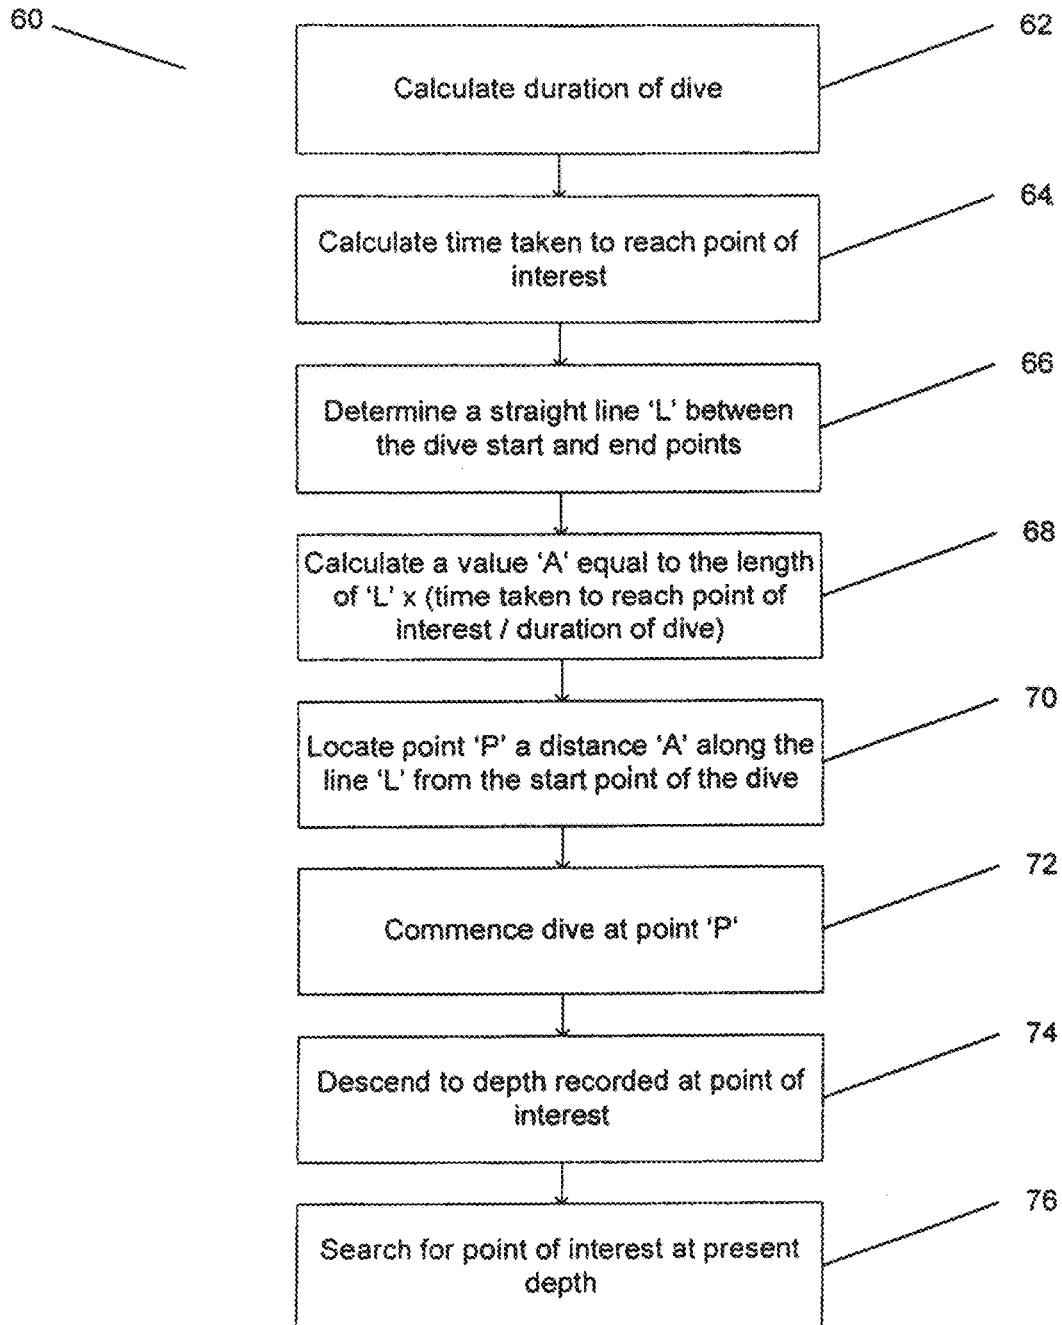 60
62
Calculate duration of dive
64
Calculate time taken to reach point of
interest
66
Determine a straight line ‘L’ between
the dive start and end points
68
Calculate a value ‘A’ equal to the length
of ‘L’ x (time taken to reach point of
interest / duration of dive)
70
Locate point ‘P’ a distance ‘A’ along the
line ‘L’ from the start point of the dive
72
Commence dive at point ‘P‘
74
Descend to depth recorded at point of
interest
76
Search for point of interest at present
depth